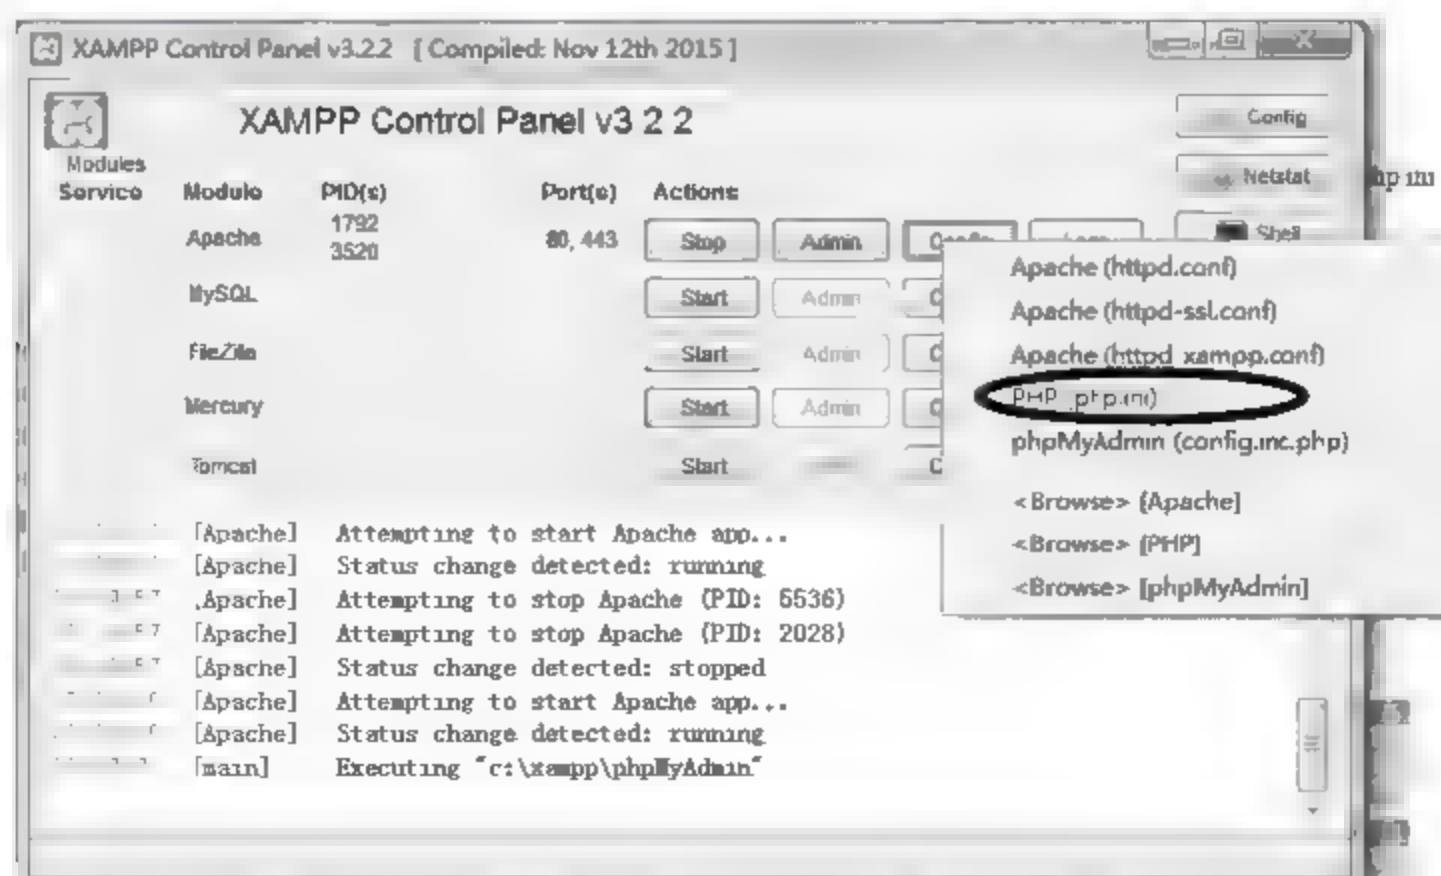 XAMPP Control Panel v3.2.2 [ Compiled: Nov 12th 2015 ]
XAMPP Control Panel v3 2 2
Config
Modules
Service Module PID(s) Port(s) Actions
Netstat
Apache 1792 3520 80, 443 Stop Admin Config
Shell
MySQL Start Admin
FileZilla Start Admin
Mercury Start Admin
Tomcat Start
Apache (httpd.conf)
Apache (httpd-ssl.conf)
Apache (httpd xampp.conf)
PHP php.ini)
phpMyAdmin (config.inc.php)
<Browse> [Apache]
<Browse> [PHP]
<Browse> [phpMyAdmin]
[Apache] Attempting to start Apache app...
[Apache] Status change detected: running
[Apache] Attempting to stop Apache (PID: 5536)
[Apache] Attempting to stop Apache (PID: 2028)
[Apache] Status change detected: stopped
[Apache] Attempting to start Apache app...
[Apache] Status change detected: running
[main] Executing "c:\xampp\phpMyAdmin"